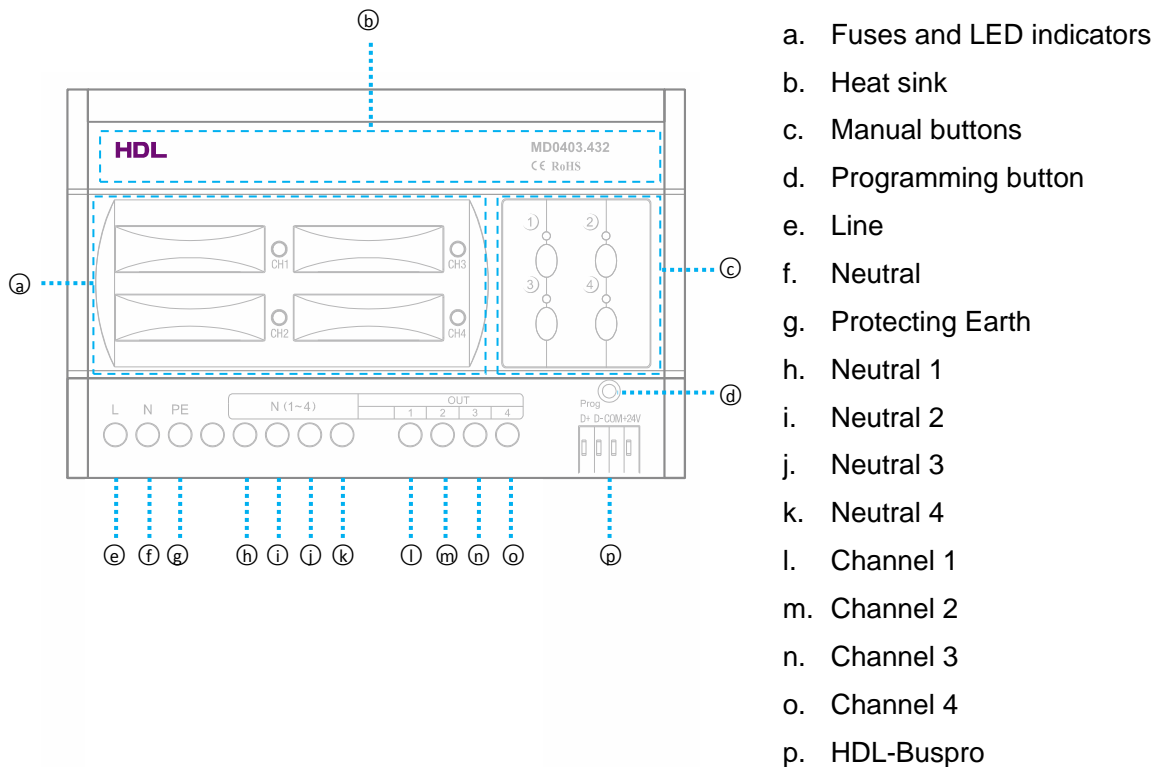 b
HDL
MD0403.432
CE RoHS
1 2
CH1 CH3
3 4
CH2 CH4
a
c
d
L N PE N (1~4) OUT
1 2 3 4
Prog
D+ D-COM+24V
e f g h i j k l m n o p
a. Fuses and LED indicators
b. Heat sink
c. Manual buttons
d. Programming button
e. Line
f. Neutral
g. Protecting Earth
h. Neutral 1
i. Neutral 2
j. Neutral 3
k. Neutral 4
l. Channel 1
m. Channel 2
n. Channel 3
o. Channel 4
p. HDL-Buspro